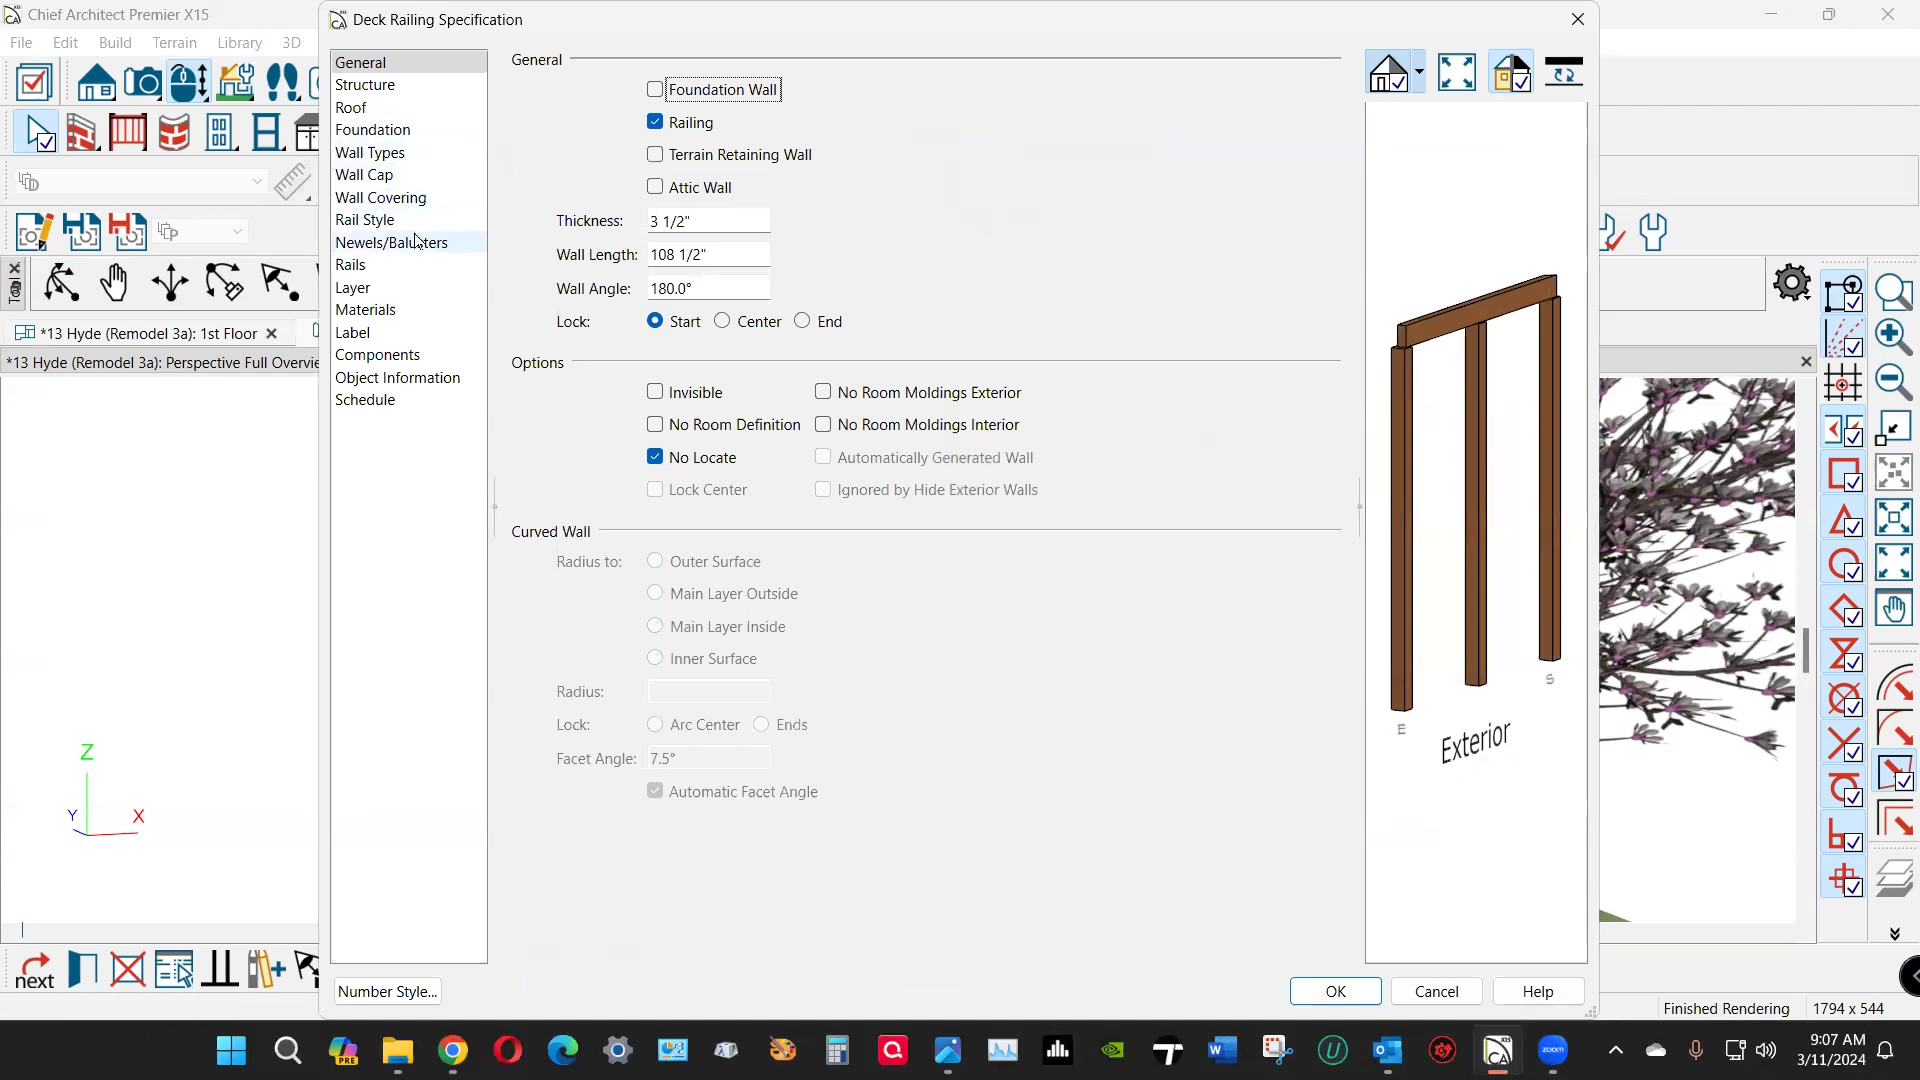 Chief Architect Premier X15
File Edit Build Terrain Library 3D
*13 Hyde (Remodel 3a): 1st Floor
*13 Hyde (Remodel 3a): Perspective Full Overvie
Z
Y X
next
Deck Railing Specification
General
Structure
Roof
Foundation
Wall Types
Wall Cap
Wall Covering
Rail Style
Newels/Balusters
Rails
Layer
Materials
Label
Components
Object Information
Schedule
Number Style...
General
Foundation Wall
Railing
Terrain Retaining Wall
Attic Wall
Thickness: 3 1/2"
Wall Length: 108 1/2"
Wall Angle: 180.0°
Lock: Start Center End
Options
Invisible No Room Moldings Exterior
No Room Definition No Room Moldings Interior
No Locate Automatically Generated Wall
Lock Center Ignored by Hide Exterior Walls
Curved Wall
Radius to: Outer Surface
Main Layer Outside
Main Layer Inside
Inner Surface
Radius:
Lock: Arc Center Ends
Facet Angle: 7.5°
Automatic Facet Angle
E
S
Exterior
OK Cancel Help
Finished Rendering 1794 x 544
PRE
zoom
9:07 AM
3/11/2024